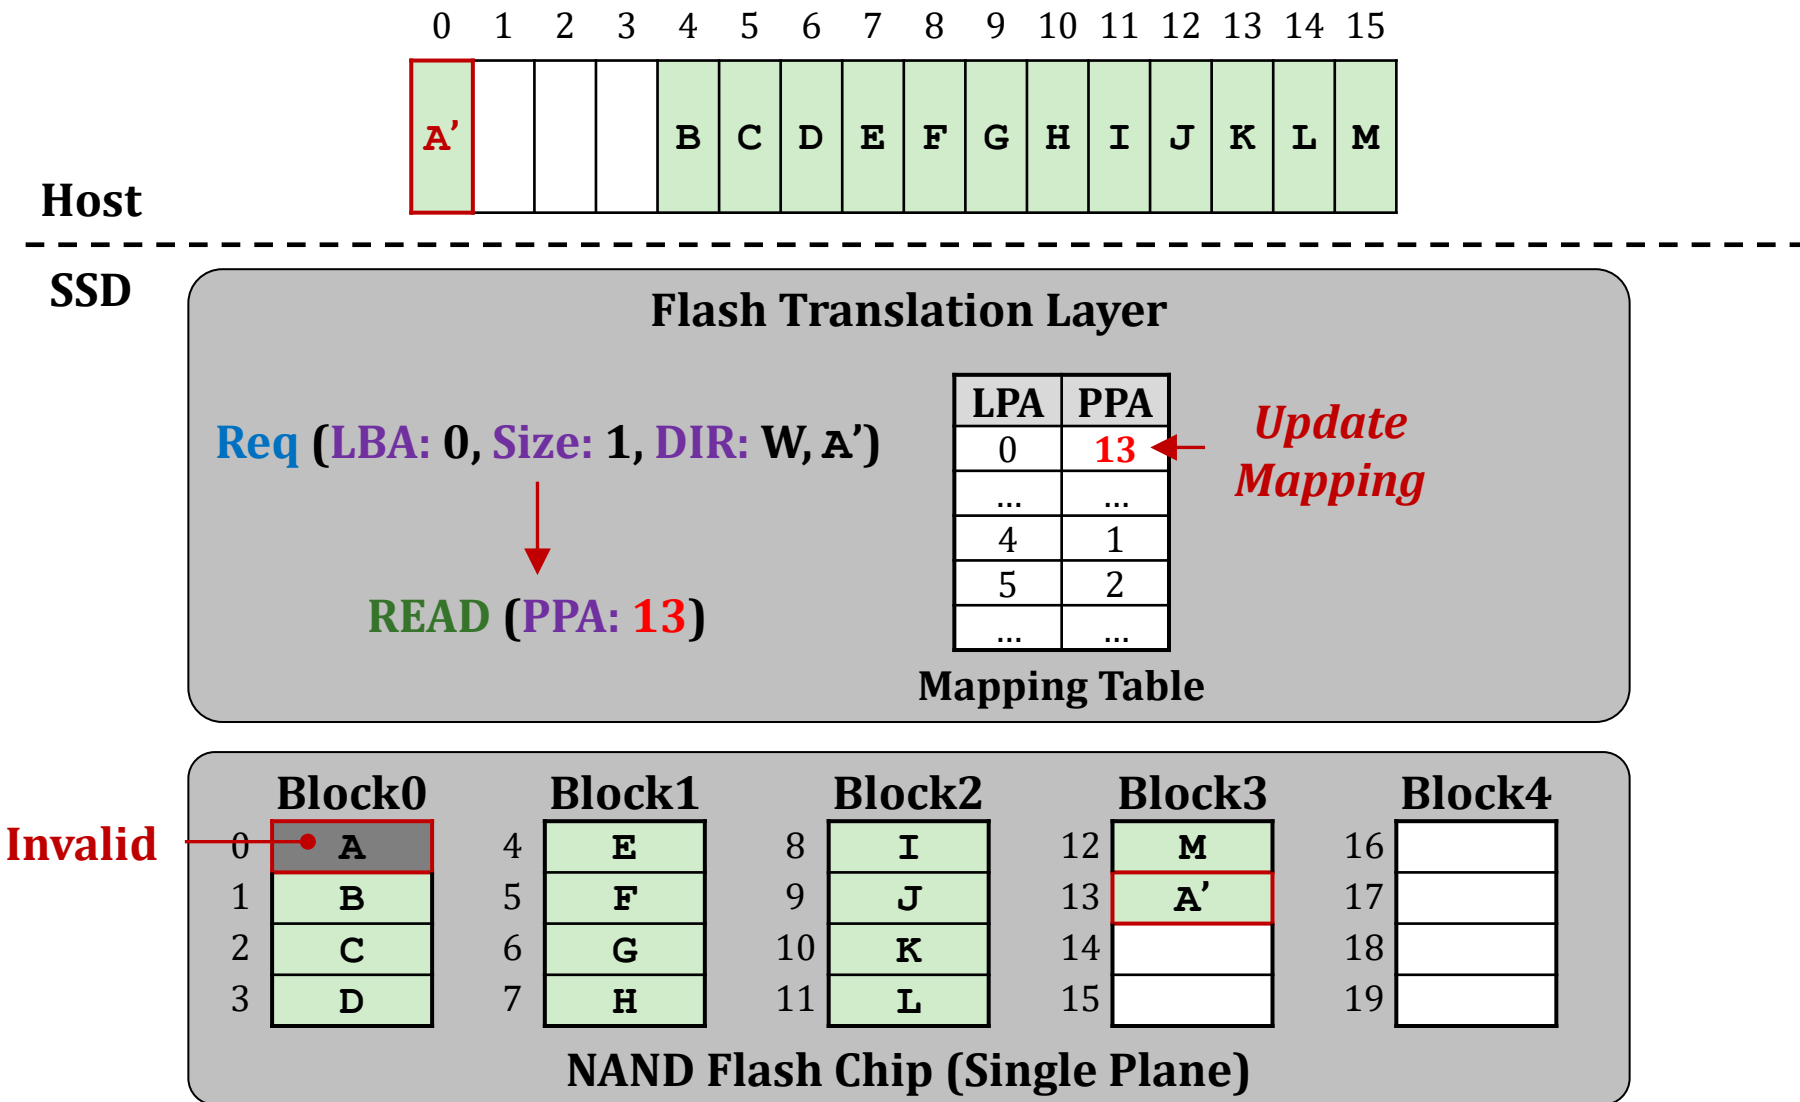 0 1 2 3 4 5 6 7 8 9 10 11 12 13 14 15
A’ B C D E F G H I J K L M
Host
SSD
Flash Translation Layer
Req (LBA: 0, Size: 1, DIR: W, A’)
READ (PPA: 13)
LPA PPA
0 13
... ...
4 1
5 2
... ...
Mapping Table
Update
Mapping
Invalid
Block0 Block1 Block2 Block3 Block4
0 A 4 E 8 I 12 M 16
1 B 5 F 9 J 13 A’ 17
2 C 6 G 10 K 14 18
3 D 7 H 11 L 15 19
NAND Flash Chip (Single Plane)